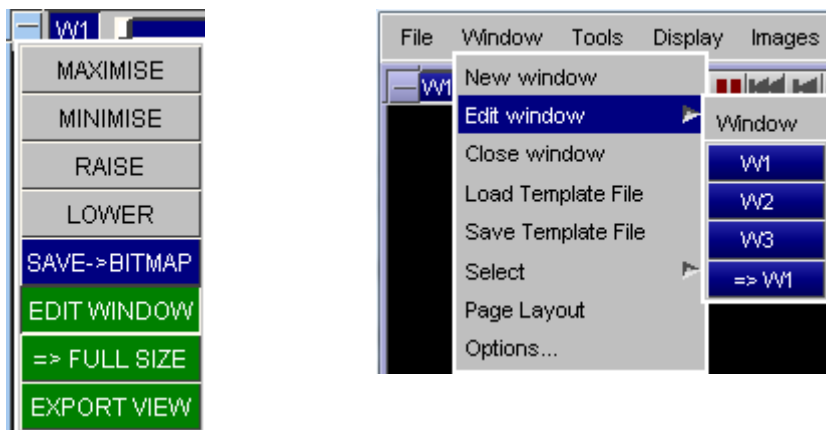 W1
MAXIMISE
MINIMISE
RAISE
LOWER
SAVE->BITMAP
EDIT WINDOW
=> FULL SIZE
EXPORT VIEW
File Window Tools Display Images
W1
New window
Edit window
Close window
Load Template File
Save Template File
Select
Page Layout
Options...
Window
W1
W2
W3
=> W1